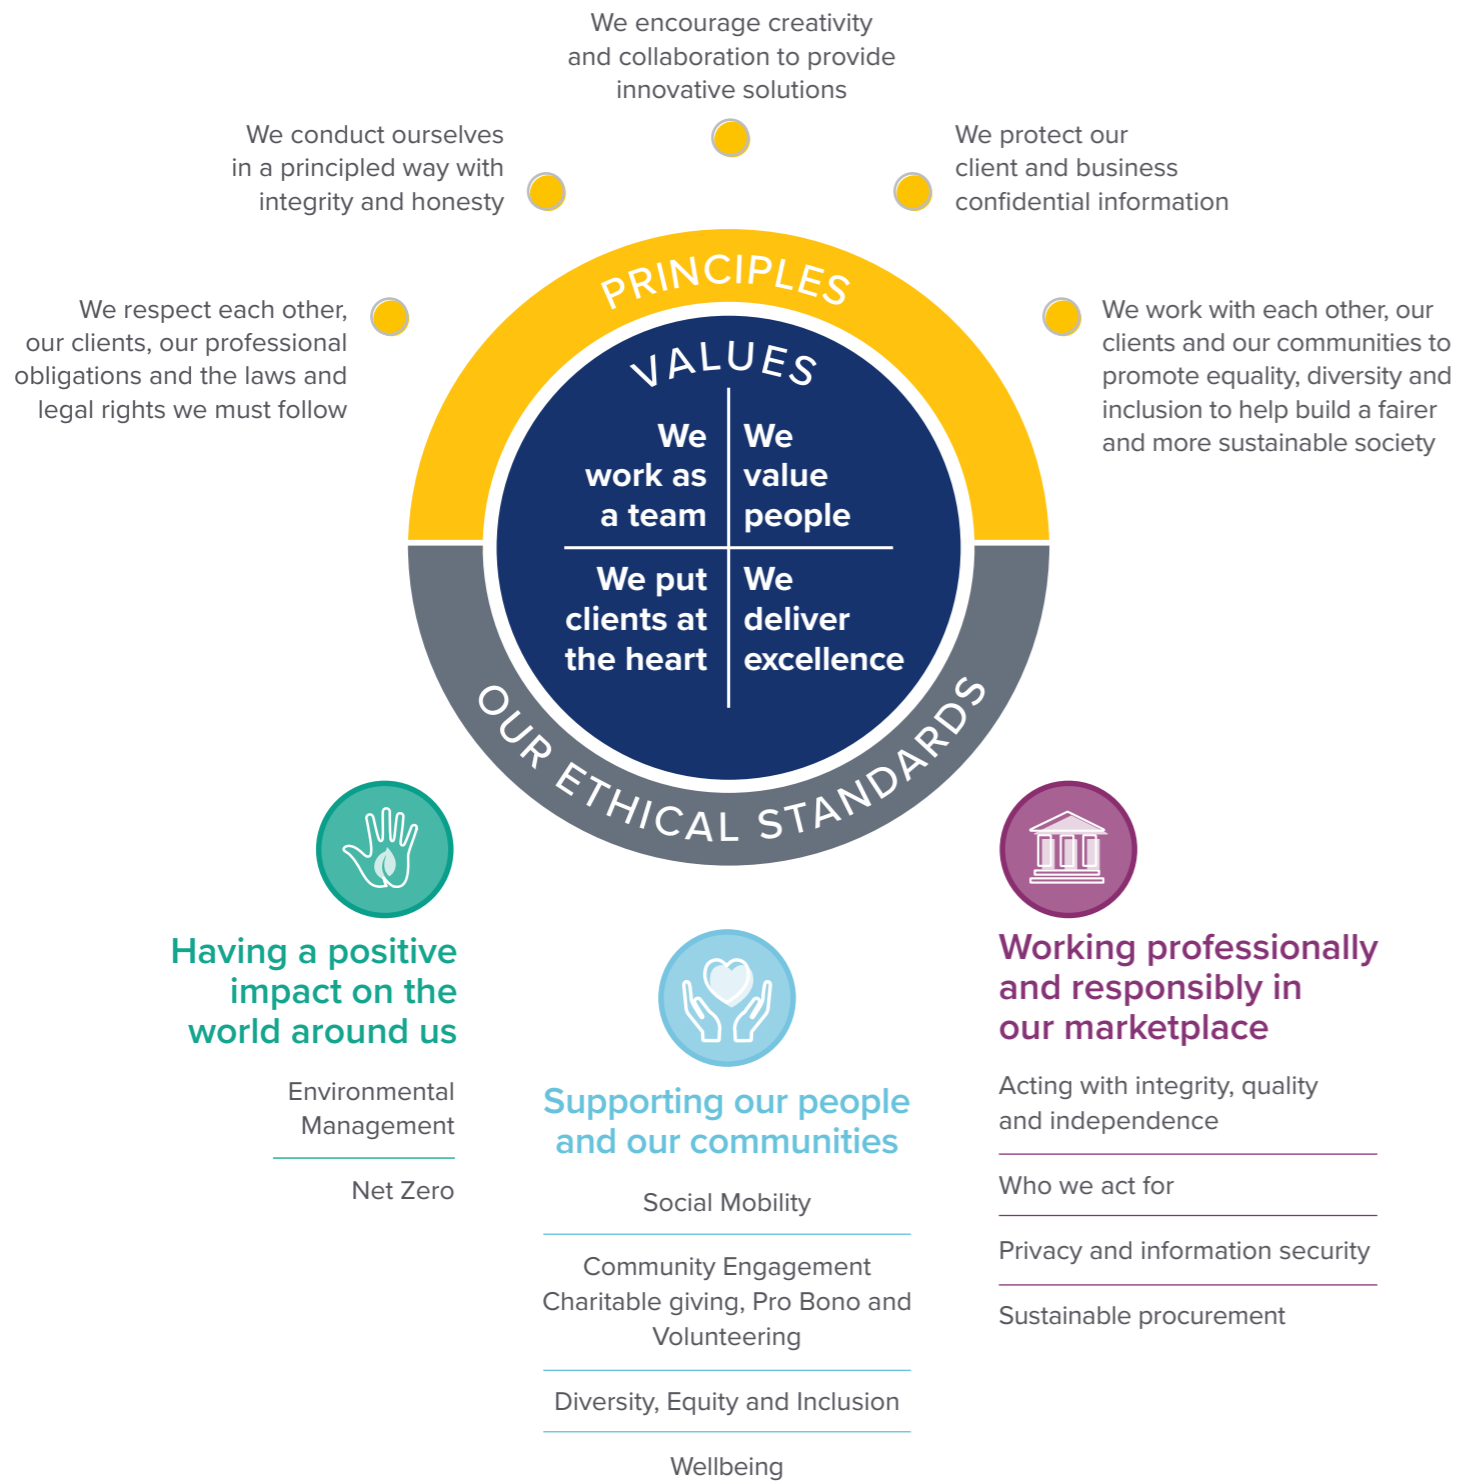 We encourage creativity
and collaboration to provide
innovative solutions
We conduct ourselves
in a principled way with
integrity and honesty
We protect our
client and business
confidential information
We respect each other,
our clients, our professional
obligations and the laws and
legal rights we must follow
We work with each other, our
clients and our communities to
promote equality, diversity and
inclusion to help build a fairer
and more sustainable society
PRINCIPLES
VALUES
We
work as
a team
We
value
people
We put
clients at
the heart
We
deliver
excellence
OUR ETHICAL STANDARDS
Having a positive
impact on the
world around us
Environmental
Management
Net Zero
Supporting our people
and our communities
Social Mobility
Community Engagement
Charitable giving, Pro Bono and
Volunteering
Diversity, Equity and Inclusion
Wellbeing
Working professionally
and responsibly in
our marketplace
Acting with integrity, quality
and independence
Who we act for
Privacy and information security
Sustainable procurement